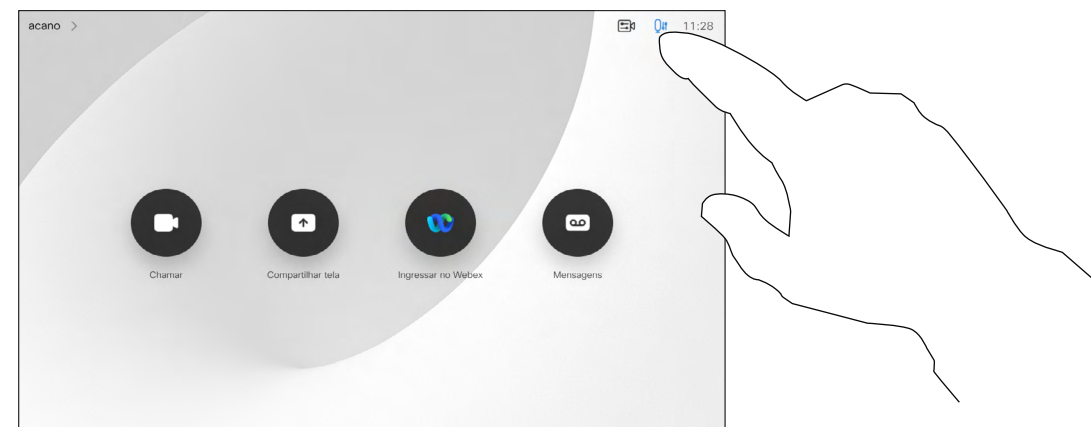 acano
11:28
Chamar
Compartilhar tela
Ingressar no Webex
Mensagens